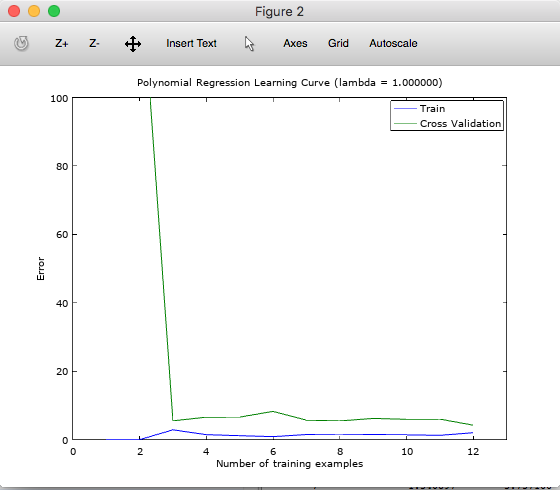 Figure 2
Z+ Z- Insert Text Axes Grid Autoscale
Polynomial Regression Learning Curve (lambda = 1.000000)
Train
Cross Validation
100
80
60
40
20
0
Error
0 2 4 6 8 10 12
Number of training examples